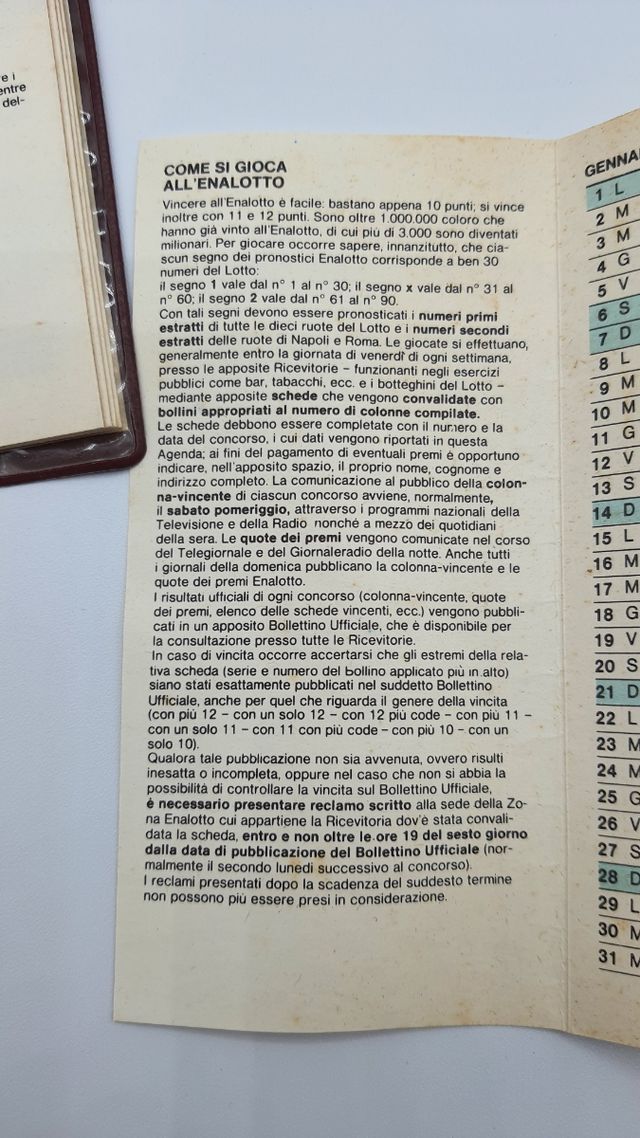 e i
entre
del-
COME SI GIOCA
ALL'ENALOTTO
Vincere all'Enalotto è facile: bastano appena 10 punti; si vince
inoltre con 11 e 12 punti. Sono oltre 1.000.000 coloro che
hanno già vinto all'Enalotto, di cui più di 3.000 sono diventati
milionari. Per giocare occorre sapere, innanzitutto, che cia-
scun segno dei pronostici Enalotto corrisponde a ben 30
numeri del Lotto:
il segno 1 vale dal n° 1 al n° 30; il segno x vale dal n° 31 al
n° 60; il segno 2 vale dal n° 61 al n° 90.
Con tali segni devono essere pronosticati i numeri primi
estratti di tutte le dieci ruote del Lotto e i numeri secondi
estratti delle ruote di Napoli e Roma. Le giocate si effettuano,
generalmente entro la giornata di venerdì di ogni settimana,
presso le apposite Ricevitorie – funzionanti negli esercizi
pubblici come bar, tabacchi, ecc. e i botteghini del Lotto –
mediante apposite schede che vengono convalidate con
bollini appropriati al numero di colonne compilate.
Le schede debbono essere completate con il numero e la
data del concorso, i cui dati vengono riportati in questa
Agenda; ai fini del pagamento di eventuali premi è opportuno
indicare, nell'apposito spazio, il proprio nome, cognome e
indirizzo completo. La comunicazione al pubblico della colon-
na-vincente di ciascun concorso avviene, normalmente,
il sabato pomeriggio, attraverso i programmi nazionali della
Televisione e della Radio nonché a mezzo dei quotidiani
della sera. Le quote dei premi vengono comunicate nel corso
del Telegiornale e del Giornaleradio della notte. Anche tutti
i giornali della domenica pubblicano la colonna-vincente e le
quote dei premi Enalotto.
I risultati ufficiali di ogni concorso (colonna-vincente, quote
dei premi, elenco delle schede vincenti, ecc.) vengono pubbli-
cati in un apposito Bollettino Ufficiale, che è disponibile per
la consultazione presso tutte le Ricevitorie.
In caso di vincita occorre accertarsi che gli estremi della rela-
tiva scheda (serie e numero del bollino applicato più in alto)
siano stati esattamente pubblicati nel suddetto Bollettino
Ufficiale, anche per quel che riguarda il genere della vincita
(con più 12 – con un solo 12 – con 12 più code – con più 11 –
con un solo 11 – con 11 con più code – con più 10 – con un
solo 10).
Qualora tale pubblicazione non sia avvenuta, ovvero risulti
inesatta o incompleta, oppure nel caso che non si abbia la
possibilità di controllare la vincita sul Bollettino Ufficiale,
è necessario presentare reclamo scritto alla sede della Zo-
na Enalotto cui appartiene la Ricevitoria dov'è stata convali-
data la scheda, entro e non oltre le ore 19 del sesto giorno
dalla data di pubblicazione del Bollettino Ufficiale (nor-
malmente il secondo lunedì successivo al concorso).
I reclami presentati dopo la scadenza del suddesto termine
non possono più essere presi in considerazione.
GENNA
1 L
2 M
3 M
4 G
5 V
6 S
7 D
8 L
9 M
10 M
11 G
12 V
13 S
14 D
15 L
16 M
17 M
18 G
19 V
20 S
21 D
22 L
23 M
24 M
25 G
26 V
27 S
28 D
29 L
30 M
31 M